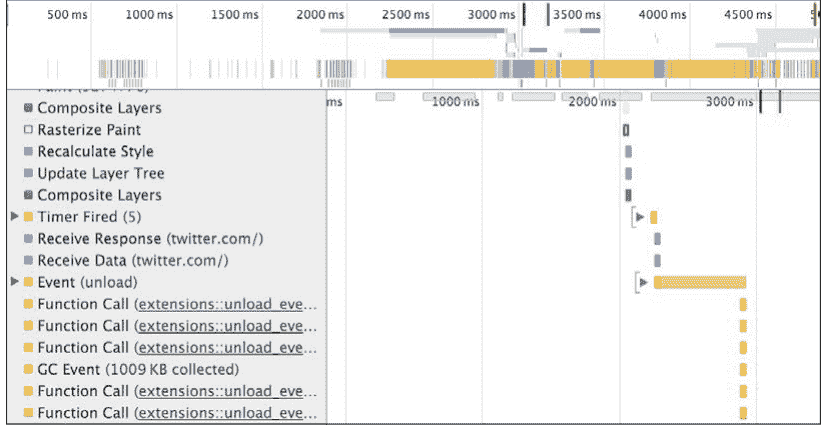 500 ms 1000 ms 1500 ms 2000 ms 2500 ms 3000 ms 3500 ms 4000 ms 4500 ms
ms 1000 ms 2000 ms 3000 ms
Composite Layers
Rasterize Paint
Recalculate Style
Update Layer Tree
Composite Layers
Timer Fired (5)
Receive Response (twitter.com/)
Receive Data (twitter.com/)
Event (unload)
Function Call (extensions::unload_eve...
Function Call (extensions::unload_eve...
Function Call (extensions::unload_eve...
GC Event (1009 KB collected)
Function Call (extensions::unload_eve...
Function Call (extensions::unload_eve...